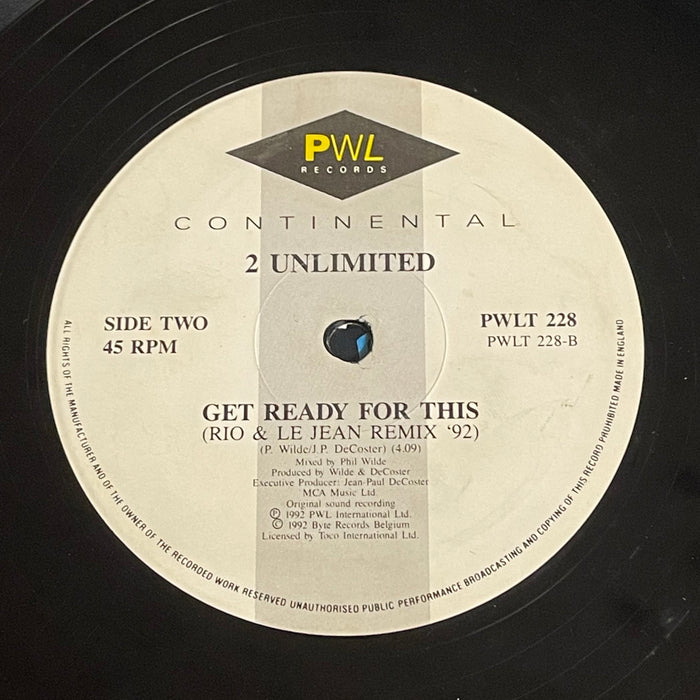 PWL
RECORDS
CONTINENTAL
2 UNLIMITED
SIDE TWO
45 RPM
PWLT 228
PWLT 228-B
GET READY FOR THIS
(RIO & LE JEAN REMIX '92)
(P. Wilde/J.P. DeCoster) (4.09)
Mixed by Phil Wilde
Produced by Wilde & DeCoster
Executive Producer: Jean-Paul DeCoster
MCA Music Ltd.
Original sound recording
Ⓟ 1992 PWL International Ltd.
© 1992 Byte Records Belgium
Licensed by Toco International Ltd.
ALL RIGHTS OF THE MANUFACTURER AND OF THE OWNER OF THE RECORDED WORK RESERVED UNAUTHORISED PUBLIC PERFORMANCE BROADCASTING AND COPYING OF THIS RECORD PROHIBITED MADE IN ENGLAND